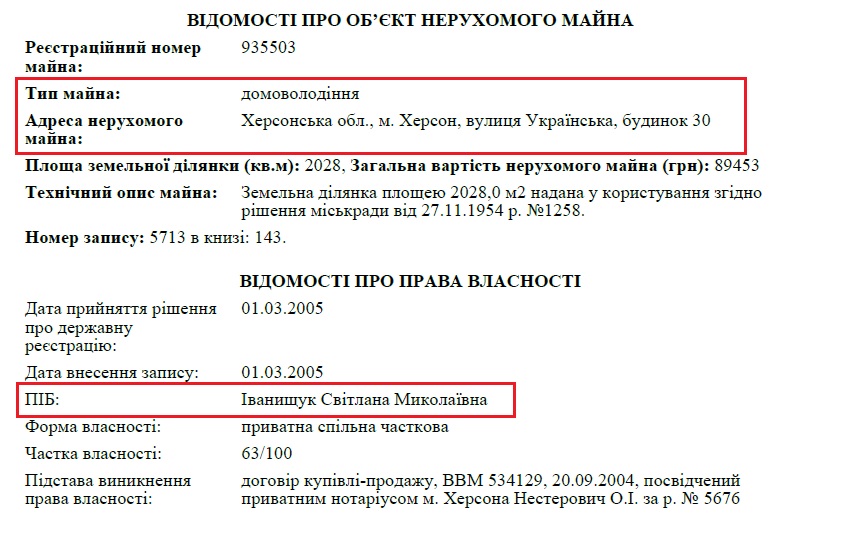 ВІДОМОСТІ ПРО ОБ’ЄКТ НЕРУХОМОГО МАЙНА
Реєстраційний номер майна: 935503
Тип майна: домоволодіння
Адреса нерухомого майна: Херсонська обл., м. Херсон, вулиця Українська, будинок 30
Площа земельної ділянки (кв.м): 2028, Загальна вартість нерухомого майна (грн): 89453
Технічний опис майна: Земельна ділянка площею 2028,0 м2 надана у користування згідно
рішення міськради від 27.11.1954 р. №1258.
Номер запису: 5713 в книзі: 143.
ВІДОМОСТІ ПРО ПРАВА ВЛАСНОСТІ
Дата прийняття рішення про державну реєстрацію: 01.03.2005
Дата внесення запису: 01.03.2005
ПІБ: Іванищук Світлана Миколаївна
Форма власності: приватна спільна часткова
Частка власності: 63/100
Підстава виникнення права власності: договір купівлі-продажу, ВВМ 534129, 20.09.2004, посвідчений
приватним нотаріусом м. Херсона Нестерович О.І. за р. № 5676